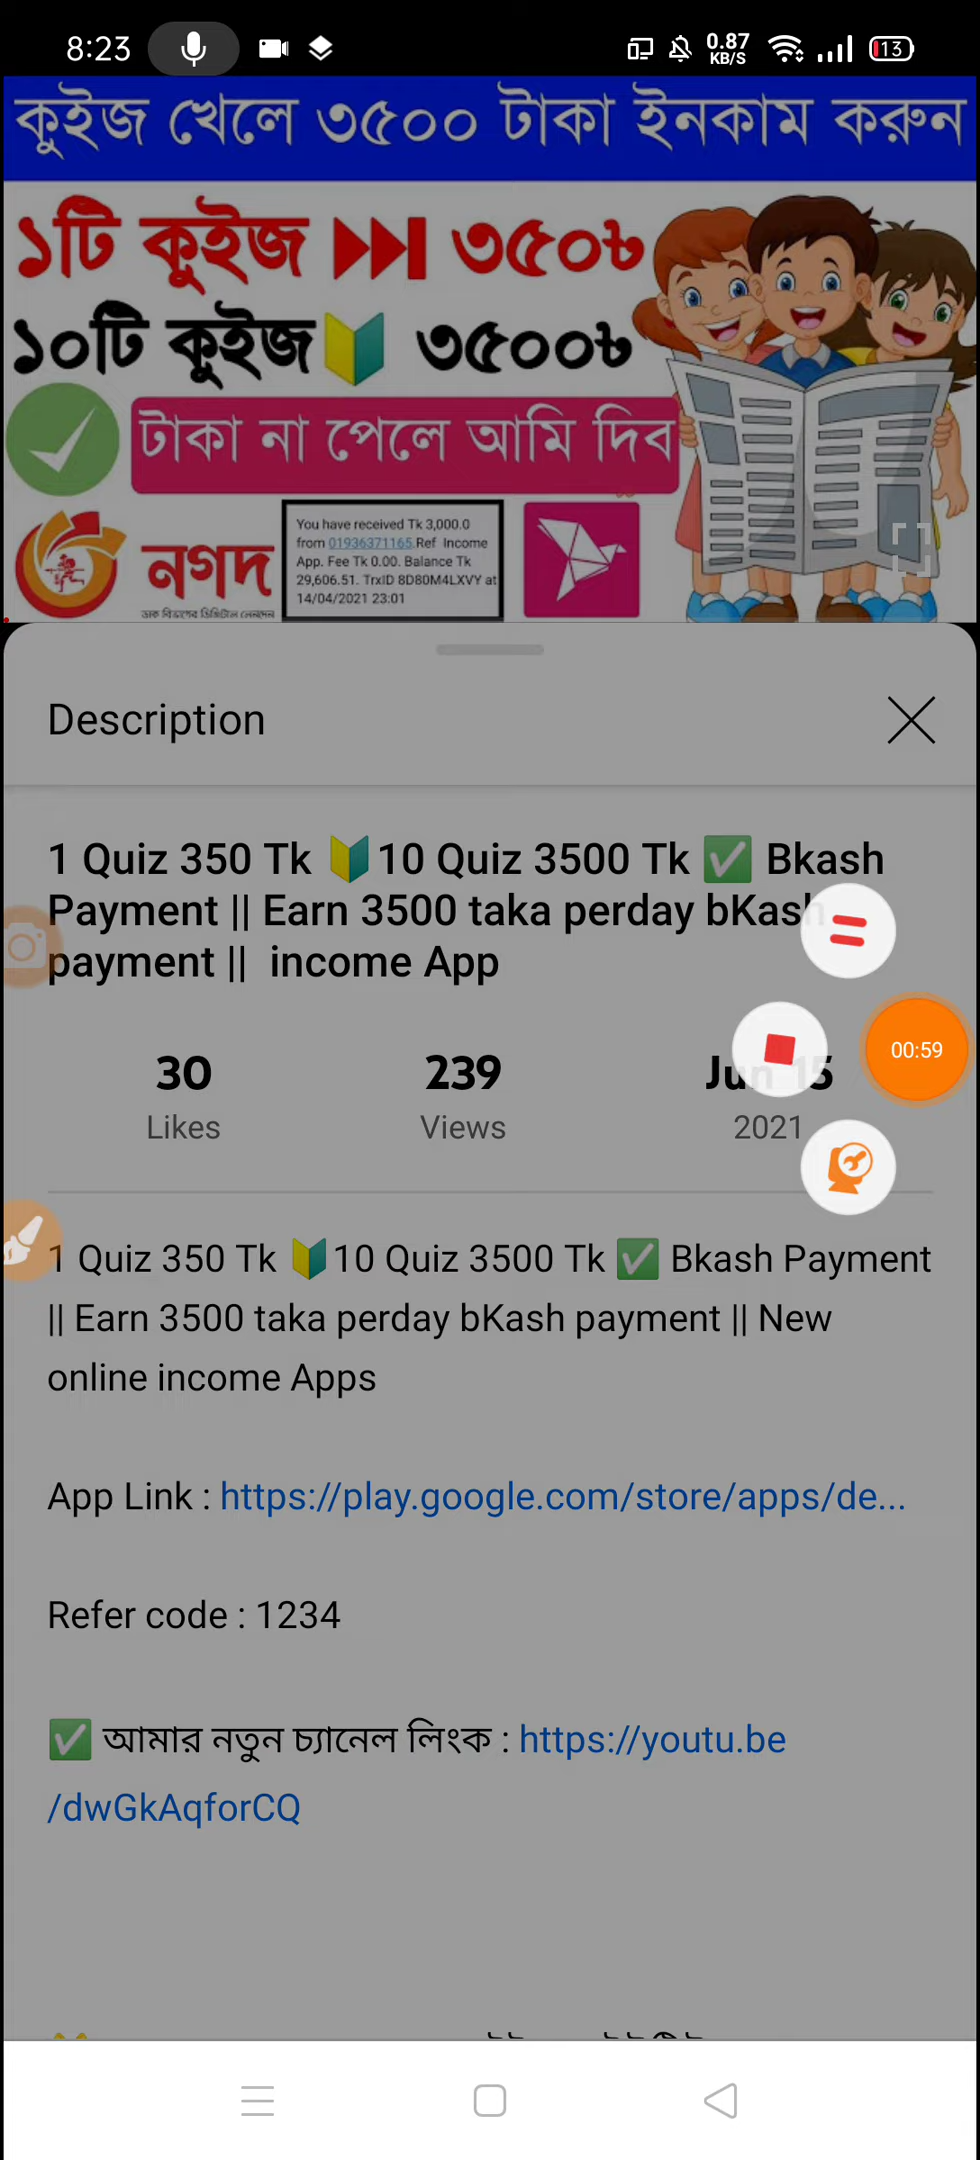 8:23
0.87
KB/S
13
কুইজ খেলে ৩৫০০ টাকা ইনকাম করুন
১টি কুইজ ⏭ ৩৫০৳
১০টি কুইজ🔰 ৩৫০০৳
টাকা না পেলে আমি দিব
নগদ
ডাক বিভাগের ডিজিটাল লেনদেন
You have received Tk 3,000.0
from 01936371165.Ref Income
App. Fee Tk 0.00. Balance Tk
29,606.51. TrxID 8D80M4LXVY at
14/04/2021 23:01
Description
1 Quiz 350 Tk 🔰10 Quiz 3500 Tk ✅ Bkash
Payment || Earn 3500 taka perday bKash
payment || income App
30
239
Jun 15
Likes
Views
2021
00:59
1 Quiz 350 Tk 🔰10 Quiz 3500 Tk ✅ Bkash Payment
|| Earn 3500 taka perday bKash payment || New
online income Apps
App Link : https://play.google.com/store/apps/de...
Refer code : 1234
✅ আমার নতুন চ্যানেল লিংক : https://youtu.be
/dwGkAqforCQ